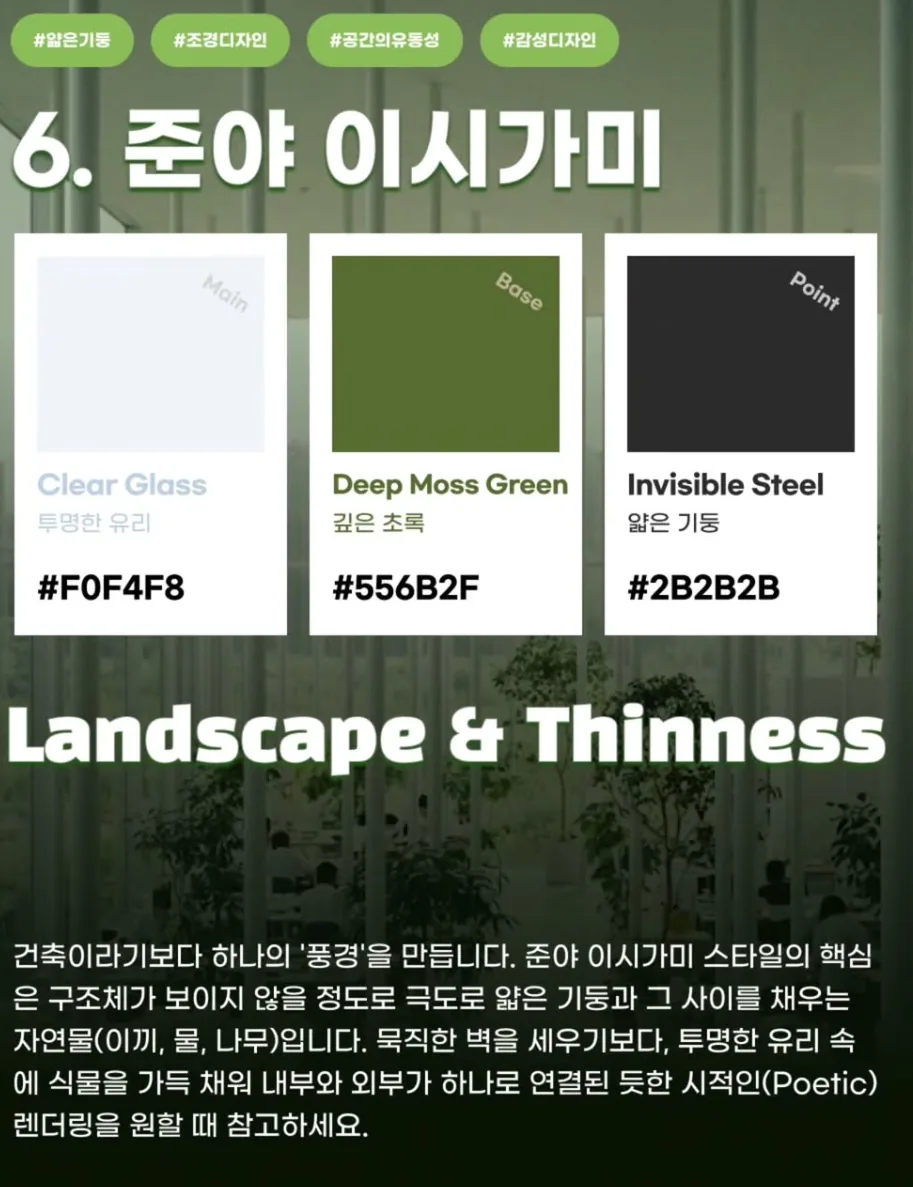 #얇은기둥 #조경디자인 #공간의유동성 #감성디자인
6. 준야 이시가미
Main
Clear Glass
투명한 유리
#F0F4F8
Base
Deep Moss Green
깊은 초록
#556B2F
Point
Invisible Steel
얇은 기둥
#2B2B2B
Landscape & Thinness
건축이라기보다 하나의 '풍경'을 만듭니다. 준야 이시가미 스타일의 핵심
은 구조체가 보이지 않을 정도로 극도로 얇은 기둥과 그 사이를 채우는
자연물(이끼, 물, 나무)입니다. 묵직한 벽을 세우기보다, 투명한 유리 속
에 식물을 가득 채워 내부와 외부가 하나로 연결된 듯한 시적인(Poetic)
렌더링을 원할 때 참고하세요.